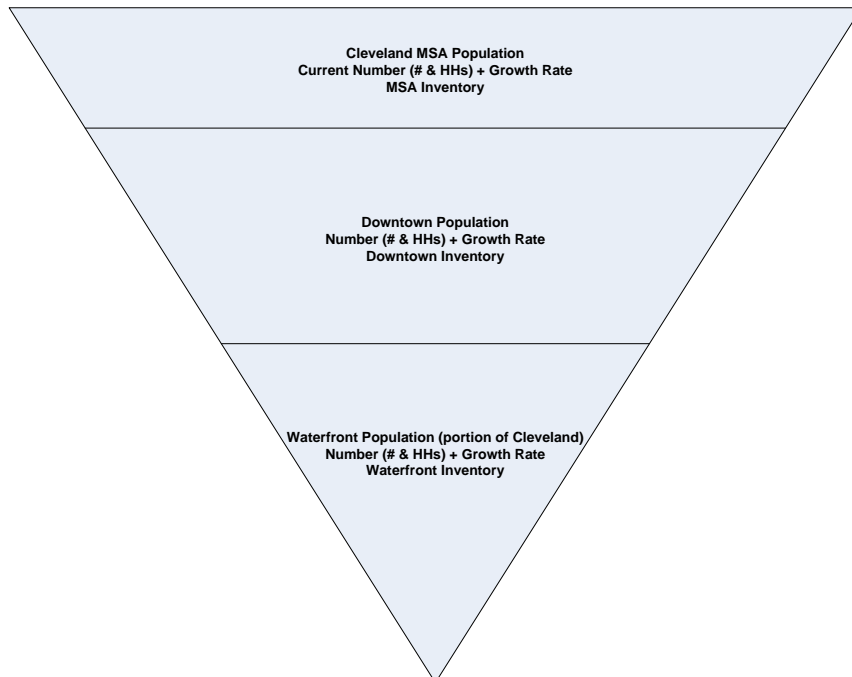 Cleveland MSA Population
Current Number (# & HHs) + Growth Rate
MSA Inventory
Downtown Population
Number (# & HHs) + Growth Rate
Downtown Inventory
Waterfront Population (portion of Cleveland)
Number (# & HHs) + Growth Rate
Waterfront Inventory